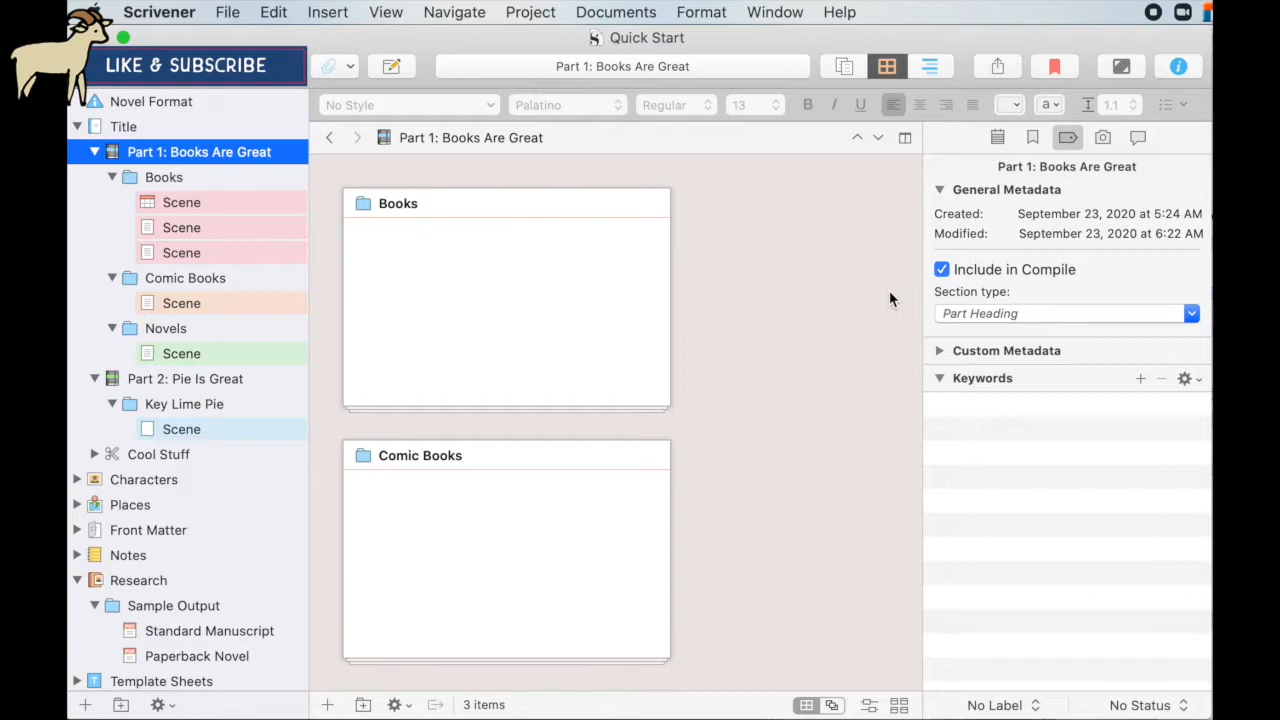 Scrivener File Edit Insert View Navigate Project Documents Format Window Help
Quick Start
LIKE & SUBSCRIBE
Part 1: Books Are Great
No Style Palatino Regular 13 B I U a 1.1
Novel Format
Title
Part 1: Books Are Great
Books
Scene
Scene
Scene
Comic Books
Scene
Novels
Scene
Part 2: Pie Is Great
Key Lime Pie
Scene
Cool Stuff
Characters
Places
Front Matter
Notes
Research
Sample Output
Standard Manuscript
Paperback Novel
Template Sheets
Part 1: Books Are Great
Books
Comic Books
3 items
Part 1: Books Are Great
General Metadata
Created: September 23, 2020 at 5:24 AM
Modified: September 23, 2020 at 6:22 AM
Include in Compile
Section type:
Part Heading
Custom Metadata
Keywords
No Label No Status